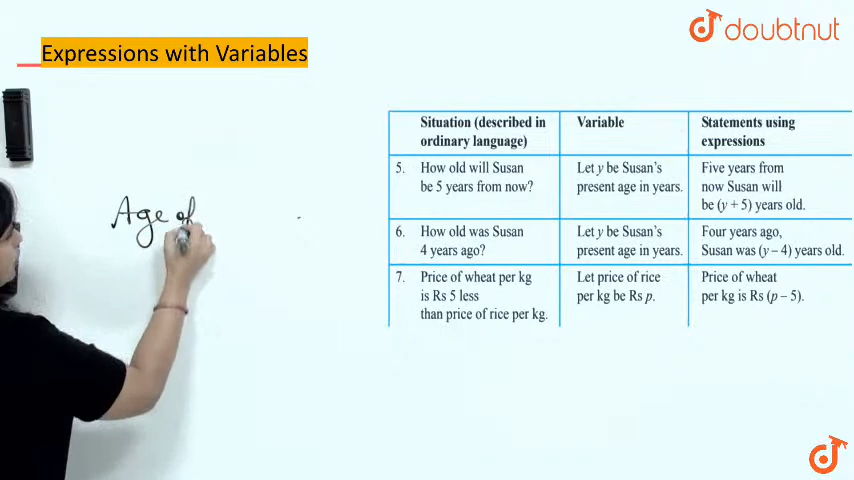 doubtnut
Expressions with Variables
Situation (described in ordinary language)
Variable
Statements using expressions
5.
How old will Susan
be 5 years from now?
Let y be Susan's
present age in years.
Five years from
now Susan will
be (y + 5) years old.
6.
How old was Susan
4 years ago?
Let y be Susan's
present age in years.
Four years ago,
Susan was (y – 4) years old.
7.
Price of wheat per kg
is Rs 5 less
than price of rice per kg.
Let price of rice
per kg be Rs p.
Price of wheat
per kg is Rs (p – 5).
Age of